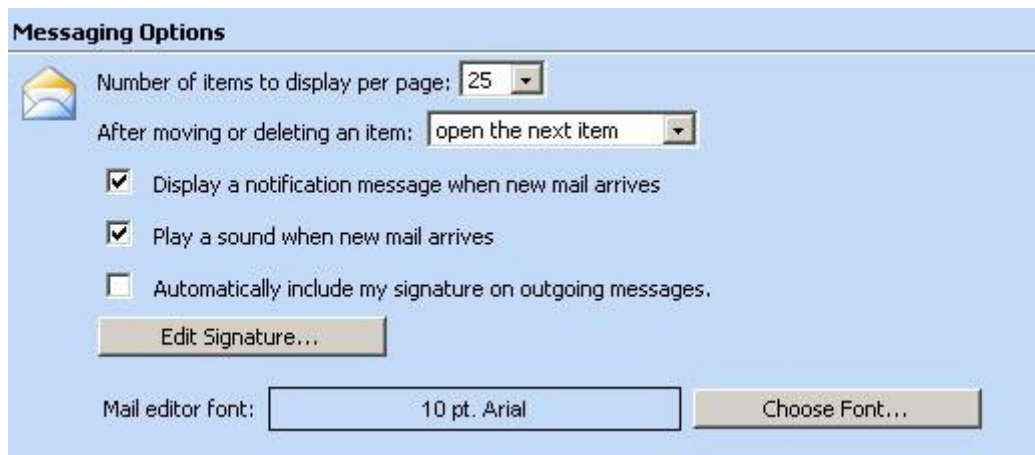 Messaging Options
Number of items to display per page: 25
After moving or deleting an item: open the next item
Display a notification message when new mail arrives
Play a sound when new mail arrives
Automatically include my signature on outgoing messages.
Edit Signature...
Mail editor font: 10 pt. Arial Choose Font...